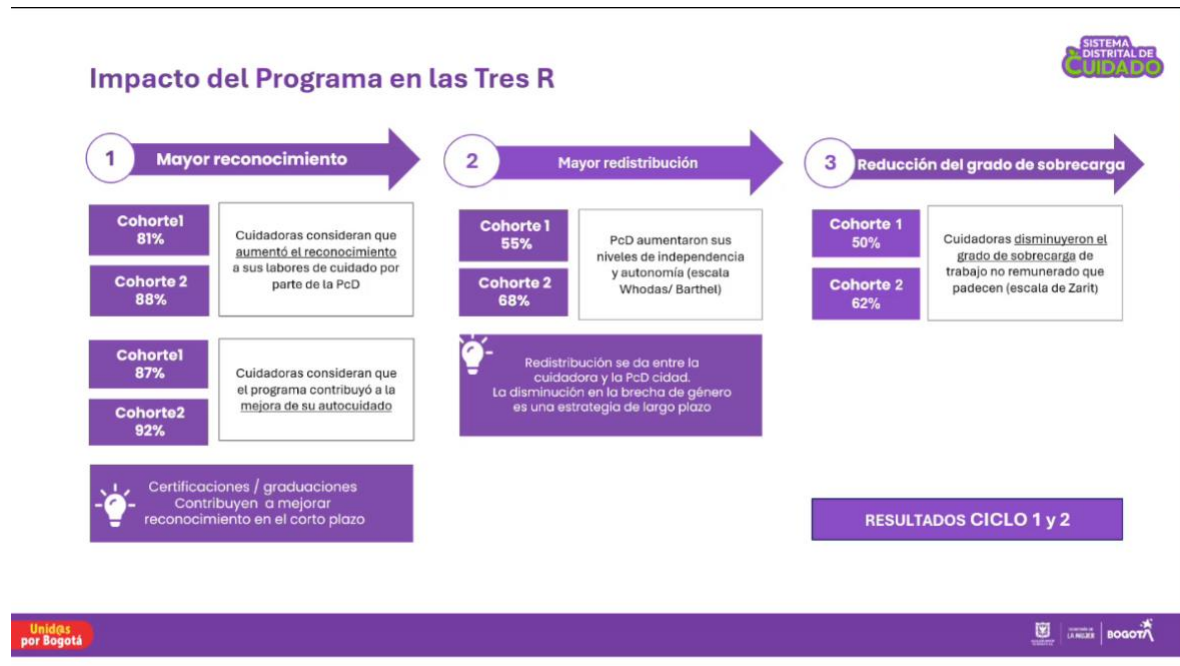 SISTEMA
DISTRITAL DE
CUIDADO
Impacto del Programa en las Tres R
1
Mayor reconocimiento
Cohorte1
81%
Cohorte 2
88%
Cuidadoras consideran que
aumentó el reconocimiento
a sus labores de cuidado por
parte de la PcD
Cohorte1
87%
Cohorte2
92%
Cuidadoras consideran que
el programa contribuyó a la
mejora de su autocuidado
Certificaciones / graduaciones
Contribuyen a mejorar
reconocimiento en el corto plazo
2
Mayor redistribución
Cohorte 1
55%
Cohorte 2
68%
PcD aumentaron sus
niveles de independencia
y autonomía (escala
Whodas/ Barthel)
Redistribución se da entre la
cuidadora y la PcD cidad.
La disminución en la brecha de género
es una estrategia de largo plazo
3
Reducción del grado de sobrecarga
Cohorte 1
50%
Cohorte 2
62%
Cuidadoras disminuyeron el
grado de sobrecarga de
trabajo no remunerado que
padecen (escala de Zarit)
RESULTADOS CICLO 1 y 2
Unid@s
por Bogotá
LA MUJER
BOGOTÁ